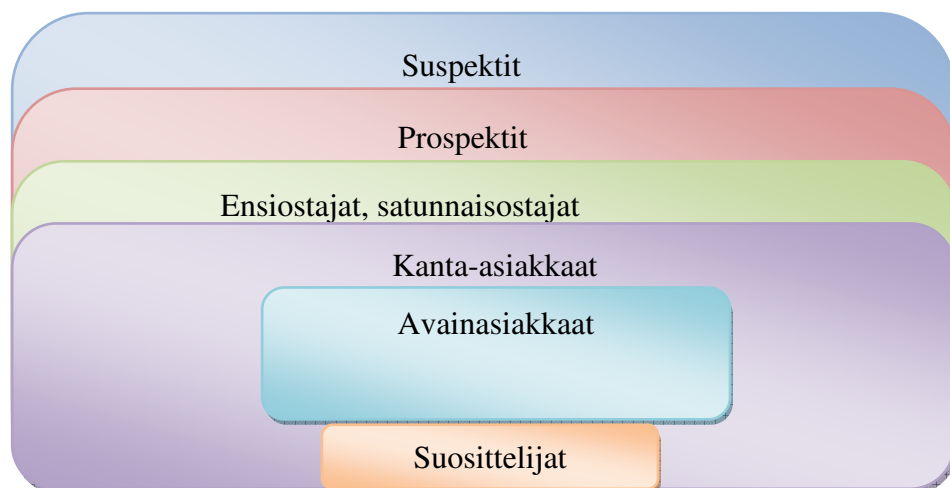 Suspektit
Prospektit
Ensiostajat, satunnaisostajat
Kanta-asiakkaat
Avainasiakkaat
Suosittelijat